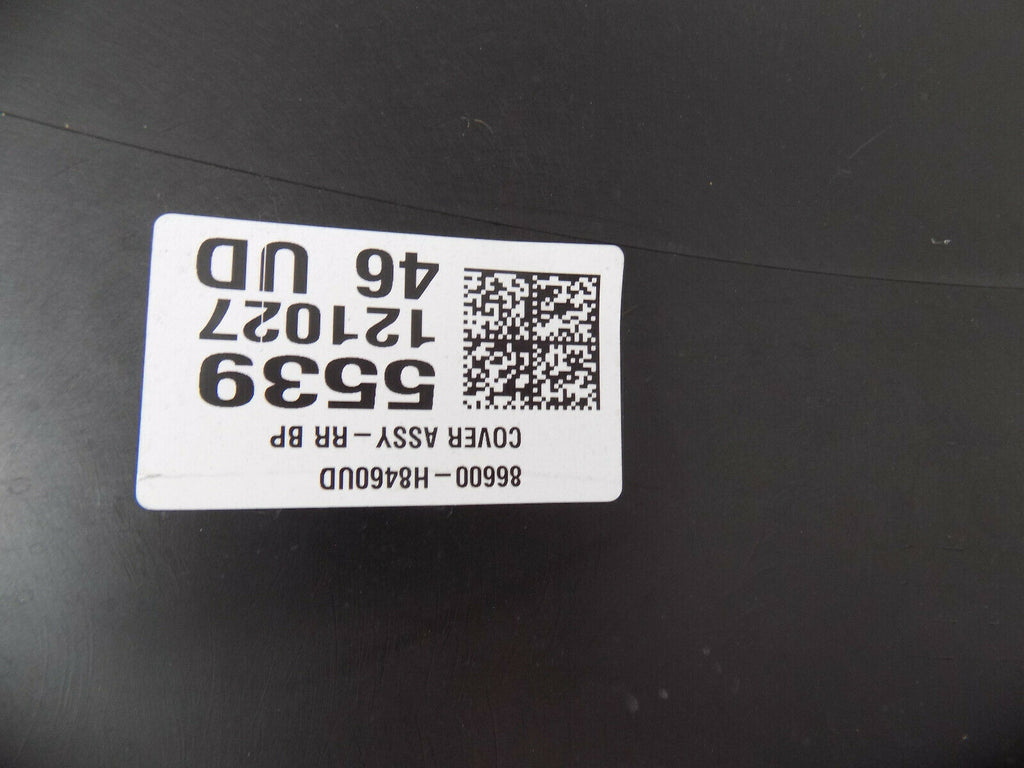 86600-H8460UD
COVER ASSY-RR BP
5539
121027
46 UD